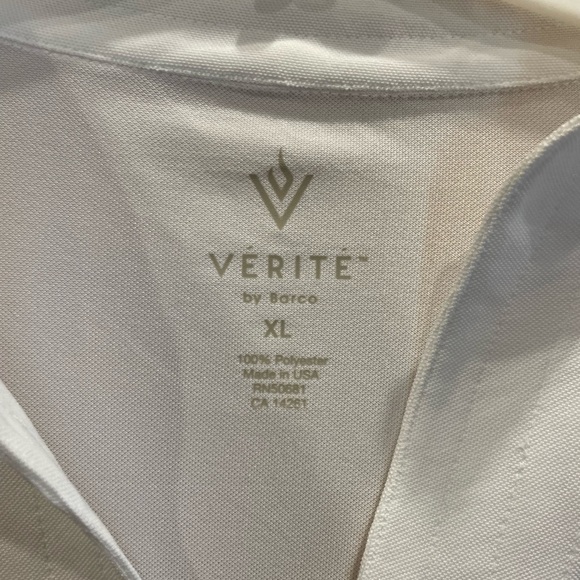 VÉRITÉ™
by Barco
XL
100% Polyester
Made in USA
RN50681
CA 14261